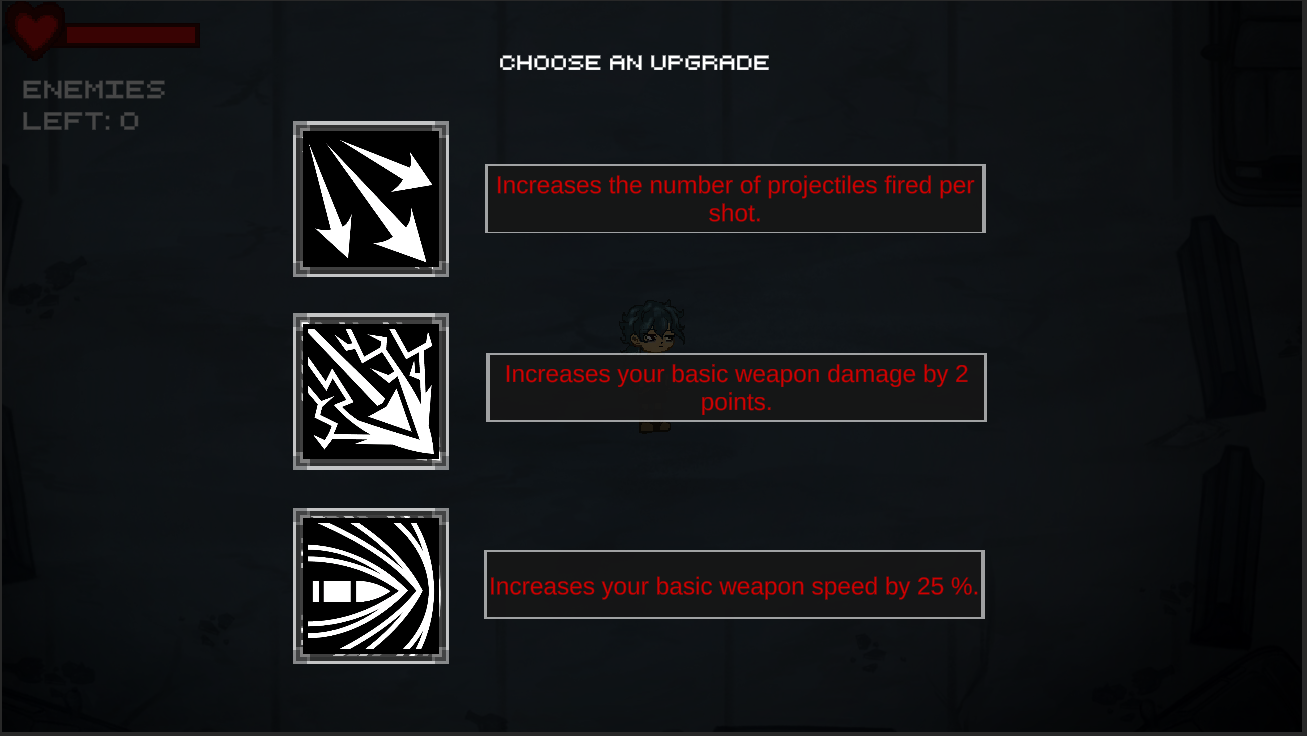 CHOOSE AN UPGRADE
ENEMIES
LEFT: 0
Increases the number of projectiles fired per
shot.
Increases your basic weapon damage by 2
points.
Increases your basic weapon speed by 25 %.